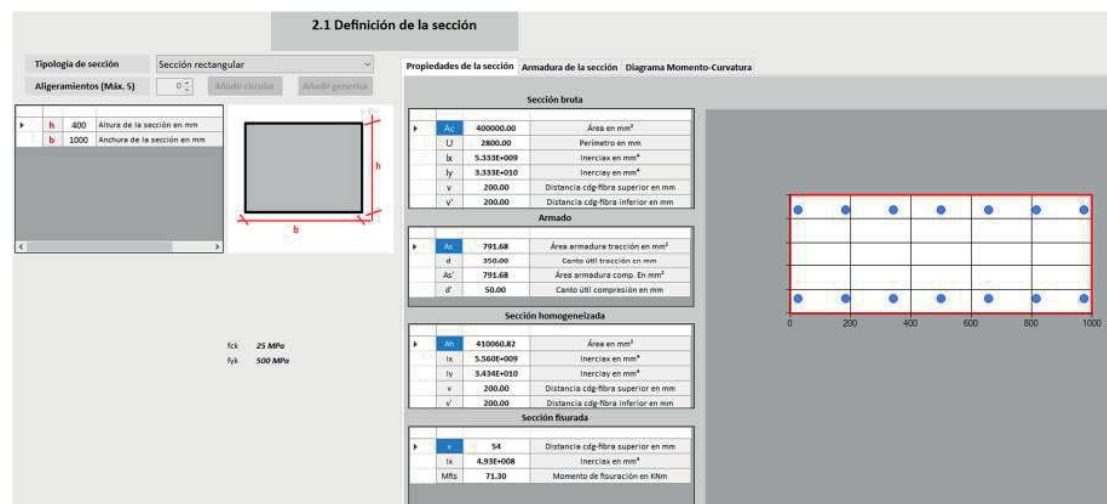 2.1 Definición de la sección
Tipología de sección Sección rectangular
Aligeramientos (Máx. 5) 0 Añadir circular Añadir generica
h 400 Altura de la sección en mm
b 1000 Anchura de la sección en mm
h
b
fck 25 MPa
fyk 500 MPa
Propiedades de la sección Armadura de la sección Diagrama Momento-Curvatura
Sección bruta
Ac 400000.00 Área en mm²
U 2800.00 Perímetro en mm
Ix 5.333E+009 Inerciax en mm⁴
Iy 3.333E+010 Inerciay en mm⁴
v 200.00 Distancia cdg-fibra superior en mm
v' 200.00 Distancia cdg-fibra inferior en mm
Armado
As 791.68 Área armadura tracción en mm²
d 350.00 Canto útil tracción en mm
As' 791.68 Área armadura comp. En mm²
d' 50.00 Canto útil compresión en mm
Sección homogeneizada
Ah 410060.82 Área en mm²
Ix 5.560E+009 Inerciax en mm⁴
Iy 3.434E+010 Inerciay en mm⁴
v 200.00 Distancia cdg-fibra superior en mm
v' 200.00 Distancia cdg-fibra inferior en mm
Sección fisurada
v 54 Distancia cdg-fibra superior en mm
Ix 4.93E+008 Inerciax en mm⁴
Mfis 71.30 Momento de fisuración en KNm
0 200 400 600 800 1000